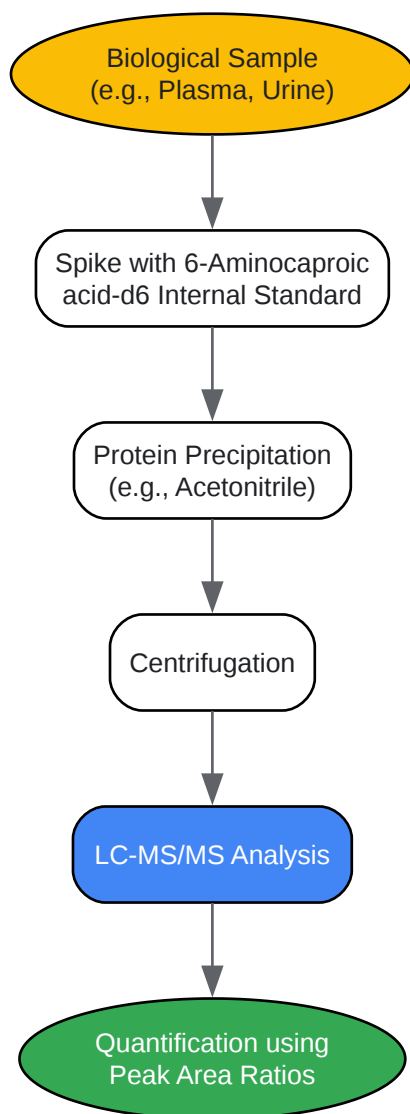 Biological Sample
(e.g., Plasma, Urine)
Spike with 6-Aminocaproic
acid-d6 Internal Standard
Protein Precipitation
(e.g., Acetonitrile)
Centrifugation
LC-MS/MS Analysis
Quantification using
Peak Area Ratios